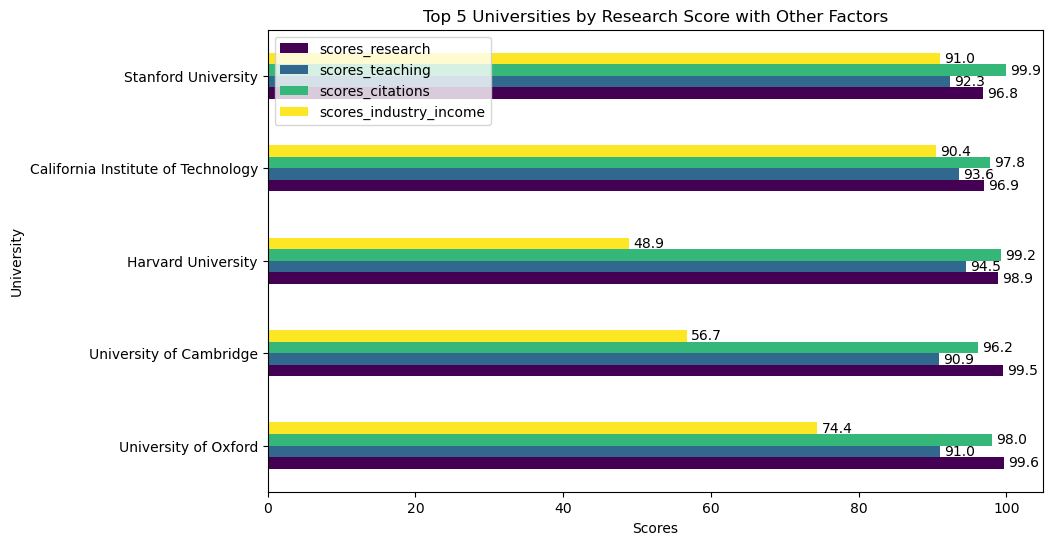 Top 5 Universities by Research Score with Other Factors
scores_research
scores_teaching
scores_citations
scores_industry_income
University
Stanford University
91.0
99.9
92.3
96.8
California Institute of Technology
90.4
97.8
93.6
96.9
Harvard University
48.9
99.2
94.5
98.9
University of Cambridge
56.7
96.2
90.9
99.5
University of Oxford
74.4
98.0
91.0
99.6
0 20 40 60 80 100
Scores